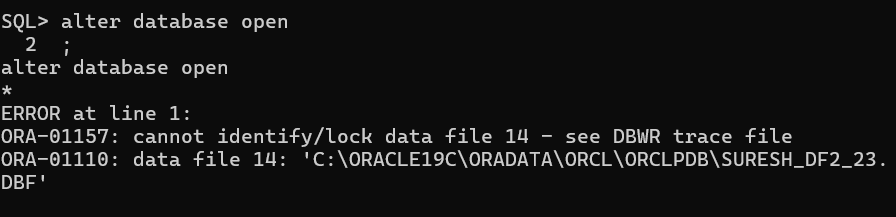 SQL> alter database open
  2  ;
alter database open
*
ERROR at line 1:
ORA-01157: cannot identify/lock data file 14 - see DBWR trace file
ORA-01110: data file 14: 'C:\ORACLE19C\ORADATA\ORCL\ORCLPDB\SURESH_DF2_23.
DBF'